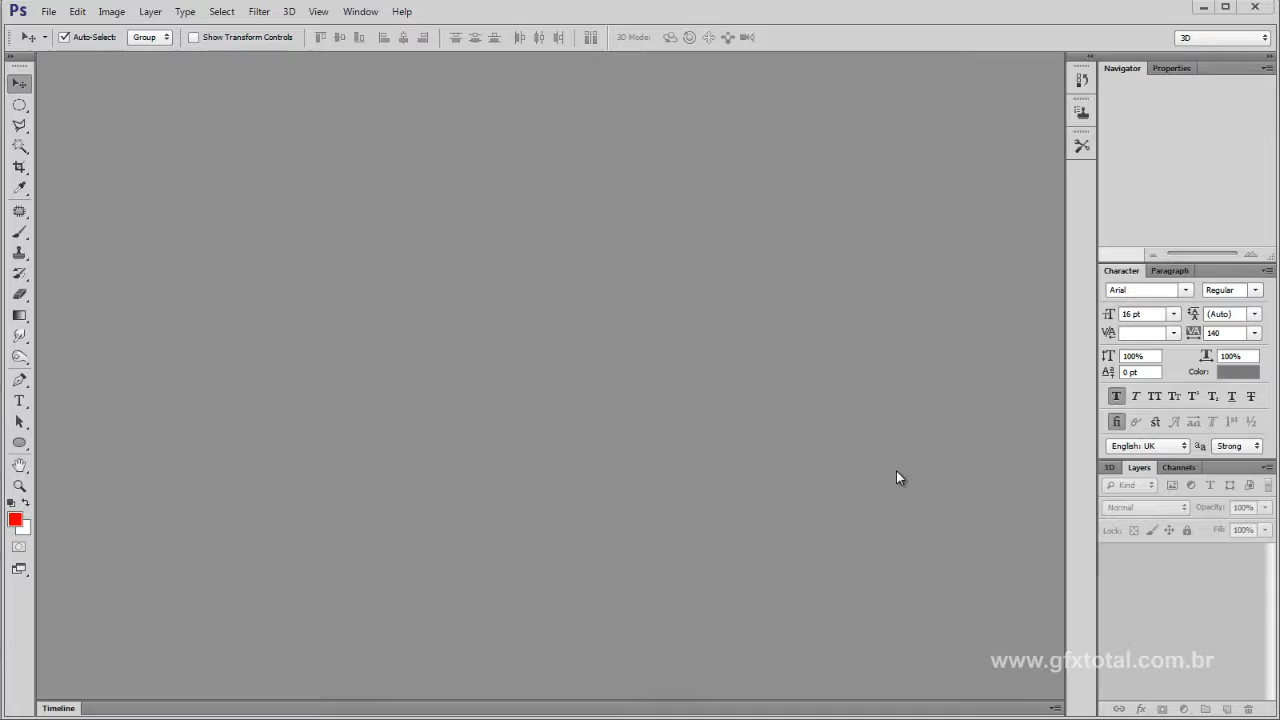 Ps File Edit Image Layer Type Select Filter 3D View Window Help
Auto-Select: Group Show Transform Controls 3D Mode: 3D
Navigator Properties
Character Paragraph
Arial Regular
16 pt (Auto)
140
100% 100%
0 pt Color:
English: UK Strong
3D Layers Channels
Kind
Normal Opacity: 100%
Lock: Fill: 100%
www.gfxtotal.com.br
Timeline